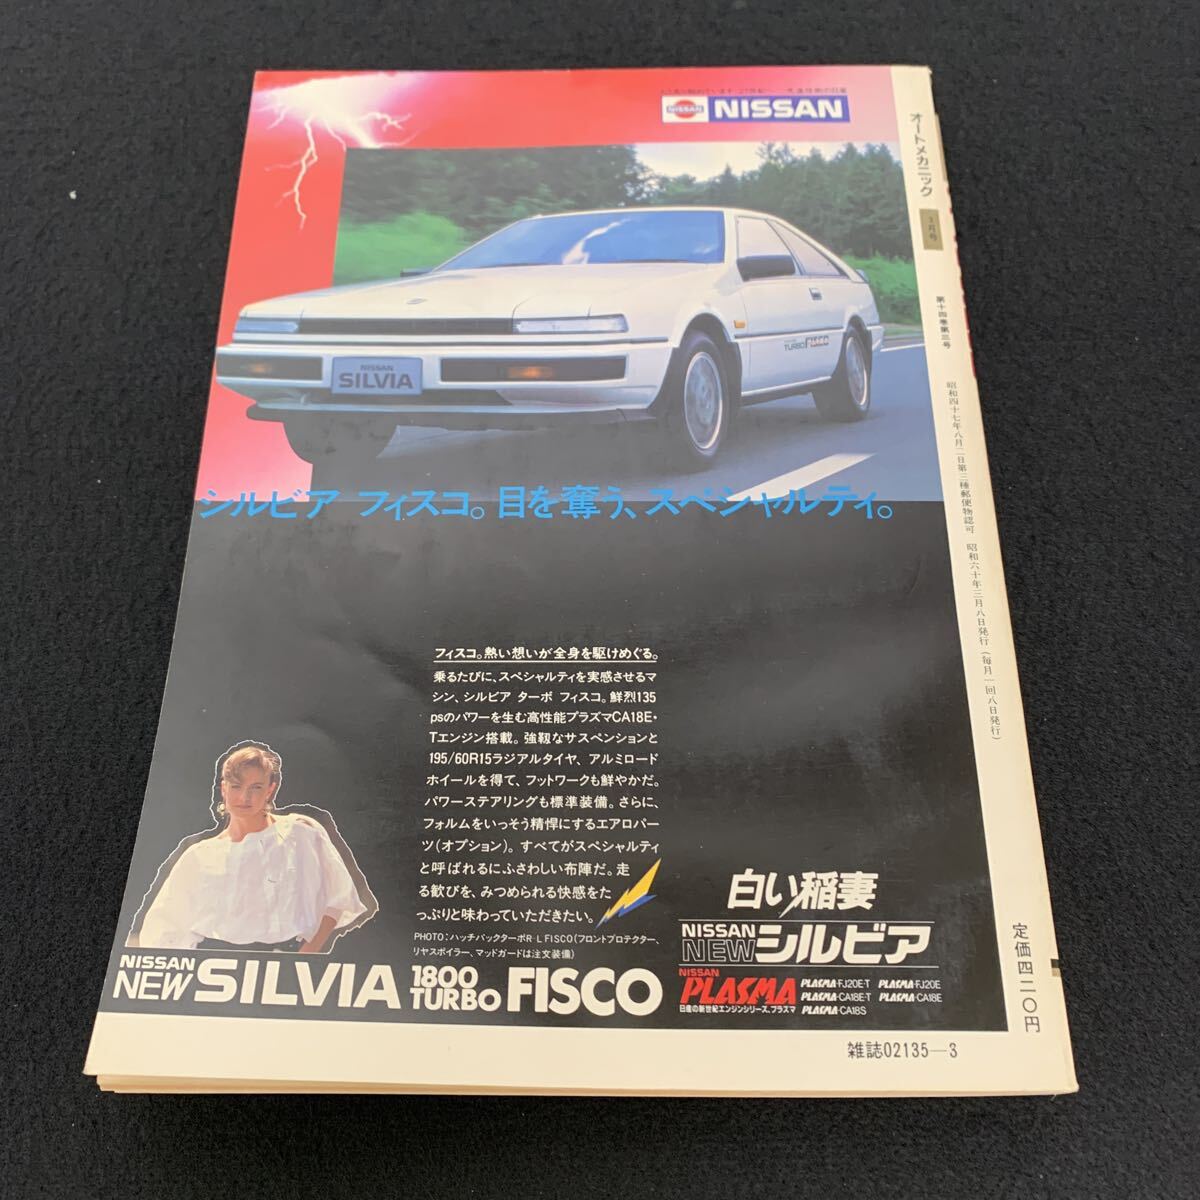 NISSAN
NISSAN
NISSAN
SILVIA
TURBO FISCO
シルビア フィスコ。目を奪う、スペシャルティ。
フィスコ。熱い想いが全身を駆けめぐる。
乗るたびに、スペシャルティを実感させるマ
シン、シルビア ターボ フィスコ。鮮烈135
psのパワーを生む高性能プラズマCA18E・
Tエンジン搭載。強靱なサスペンションと
195/60R15ラジアルタイヤ、アルミロード
ホイールを得て、フットワークも鮮やかだ。
パワーステアリングも標準装備。さらに、
フォルムをいっそう精悍にするエアロパー
ツ(オプション)。すべてがスペシャルティ
と呼ばれるにふさわしい布陣だ。走
る歓びを、みつめられる快感をた
っぷりと味わっていただきたい。
PHOTO:ハッチバックターボR-L FISCO(フロントプロテクター、
リヤスポイラー、マッドガードは注文装備)
NISSAN
NEW SILVIA 1800 TURBO FISCO
白い稲妻
NISSAN
NEW シルビア
NISSAN
PLASMA
日産の新世紀エンジンシリーズ、プラズマ
PLASMA-FJ20E-T PLASMA-FJ20E
PLASMA-CA18E-T PLASMA-CA18E
PLASMA-CA18S
雑誌02135—3
オートメカニック
3月号
第十四巻第三号
昭和四十七年八月二日第三種郵便物認可 昭和六十年三月八日発行(毎月一回八日発行)
定価四二〇円